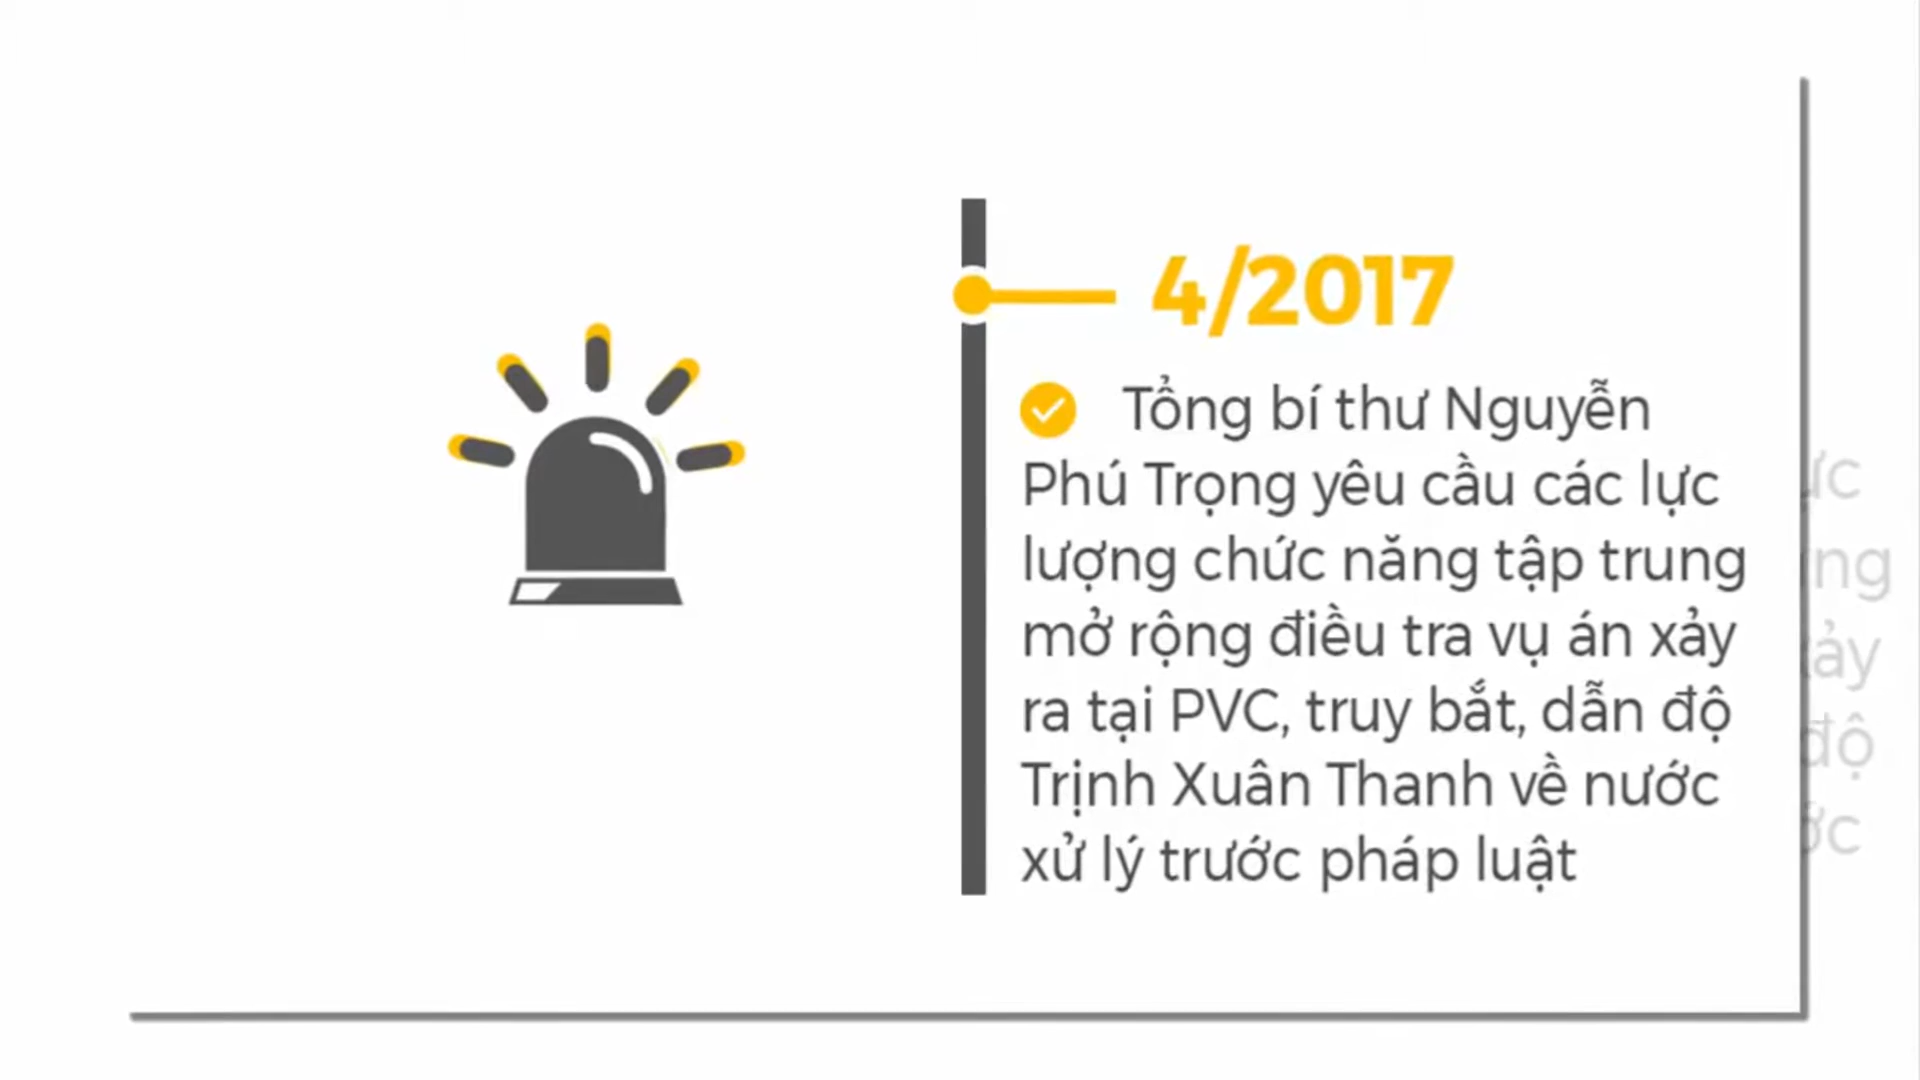 4/2017
Tổng bí thư Nguyễn
Phú Trọng yêu cầu các lực
lượng chức năng tập trung
mở rộng điều tra vụ án xảy
ra tại PVC, truy bắt, dẫn độ
Trịnh Xuân Thanh về nước
xử lý trước pháp luật